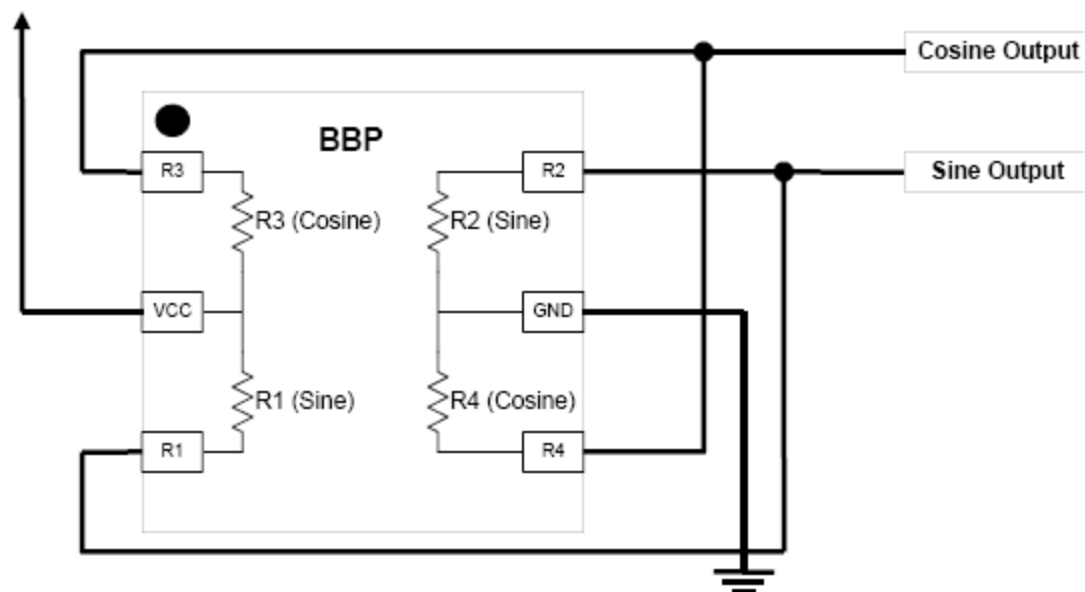 Cosine Output
BBP
R3
R2
Sine Output
R3 (Cosine)
R2 (Sine)
VCC
GND
R1 (Sine)
R4 (Cosine)
R1
R4